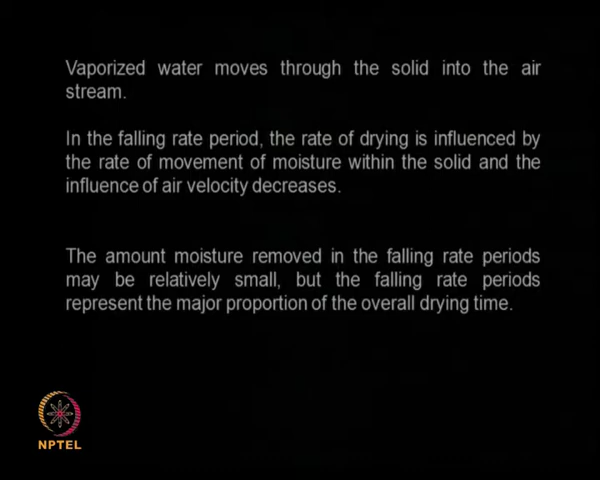 Vaporized water moves through the solid into the air
stream.
In the falling rate period, the rate of drying is influenced by
the rate of movement of moisture within the solid and the
influence of air velocity decreases.
The amount moisture removed in the falling rate periods
may be relatively small, but the falling rate periods
represent the major proportion of the overall drying time.
NPTEL